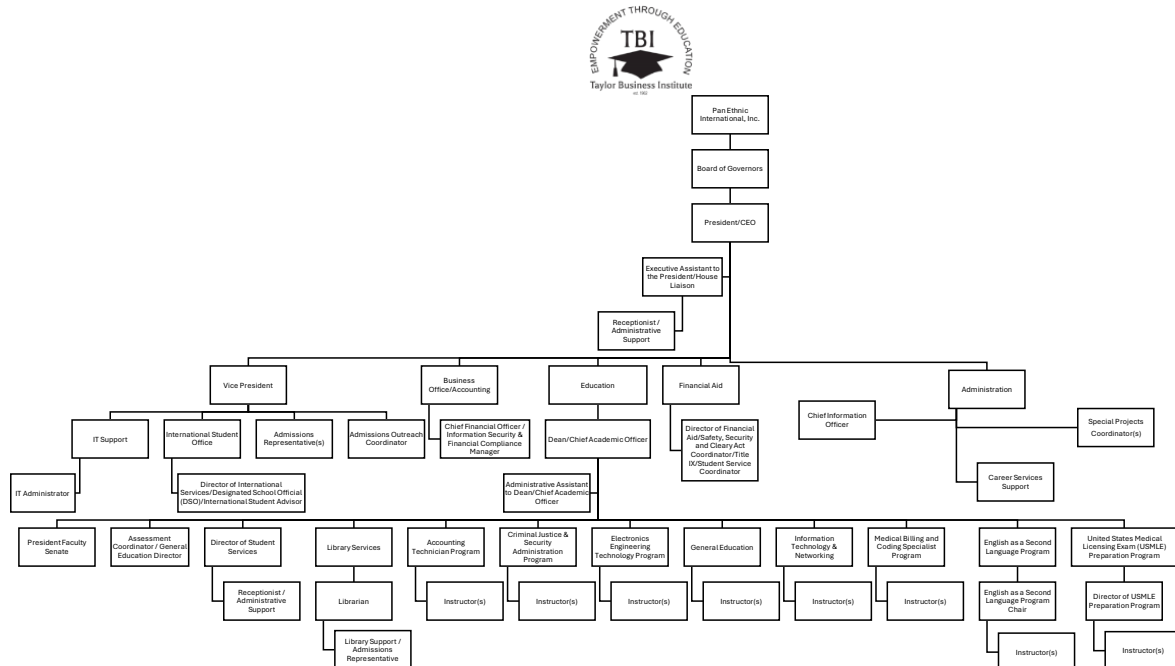 EMPOWERMENT THROUGH EDUCATION
TBI
Taylor Business Institute
Pan Ethnic
International, Inc.
Board of Governors
President/CEO
Executive Assistant to
the President/House
Liaison
Receptionist /
Administrative
Support
Vice President
Business
Office/Accounting
Education
Financial Aid
Administration
IT Support
International Student
Office
Admissions
Representative(s)
Admissions Outreach
Coordinator
Chief Financial Officer /
Information Security &
Financial Compliance
Manager
Dean/Chief Academic Officer
Director of Financial
Aid/Safety, Security
and Cleary Act
Coordinator/Title
IX/Student Service
Coordinator
Chief Information
Officer
Special Projects
Coordinator(s)
IT Administrator
Director of International
Services/Designated School Official
(DSO)/International Student Advisor
Administrative Assistant
to Dean/Chief Academic
Officer
Career Services
Support
President Faculty
Senate
Assessment
Coordinator / General
Education Director
Director of Student
Services
Library Services
Accounting
Technician Program
Criminal Justice &
Security
Administration
Program
Electronics
Engineering
Technology Program
General Education
Information
Technology &
Networking
Medical Billing and
Coding Specialist
Program
English as a Second
Language Program
United States Medical
Licensing Exam (USMLE)
Preparation Program
Receptionist /
Administrative
Support
Librarian
Instructor(s)
Instructor(s)
Instructor(s)
Instructor(s)
Instructor(s)
Instructor(s)
English as a Second
Language Program
Chair
Director of USMLE
Preparation Program
Library Support /
Admissions
Representative
Instructor(s)
Instructor(s)